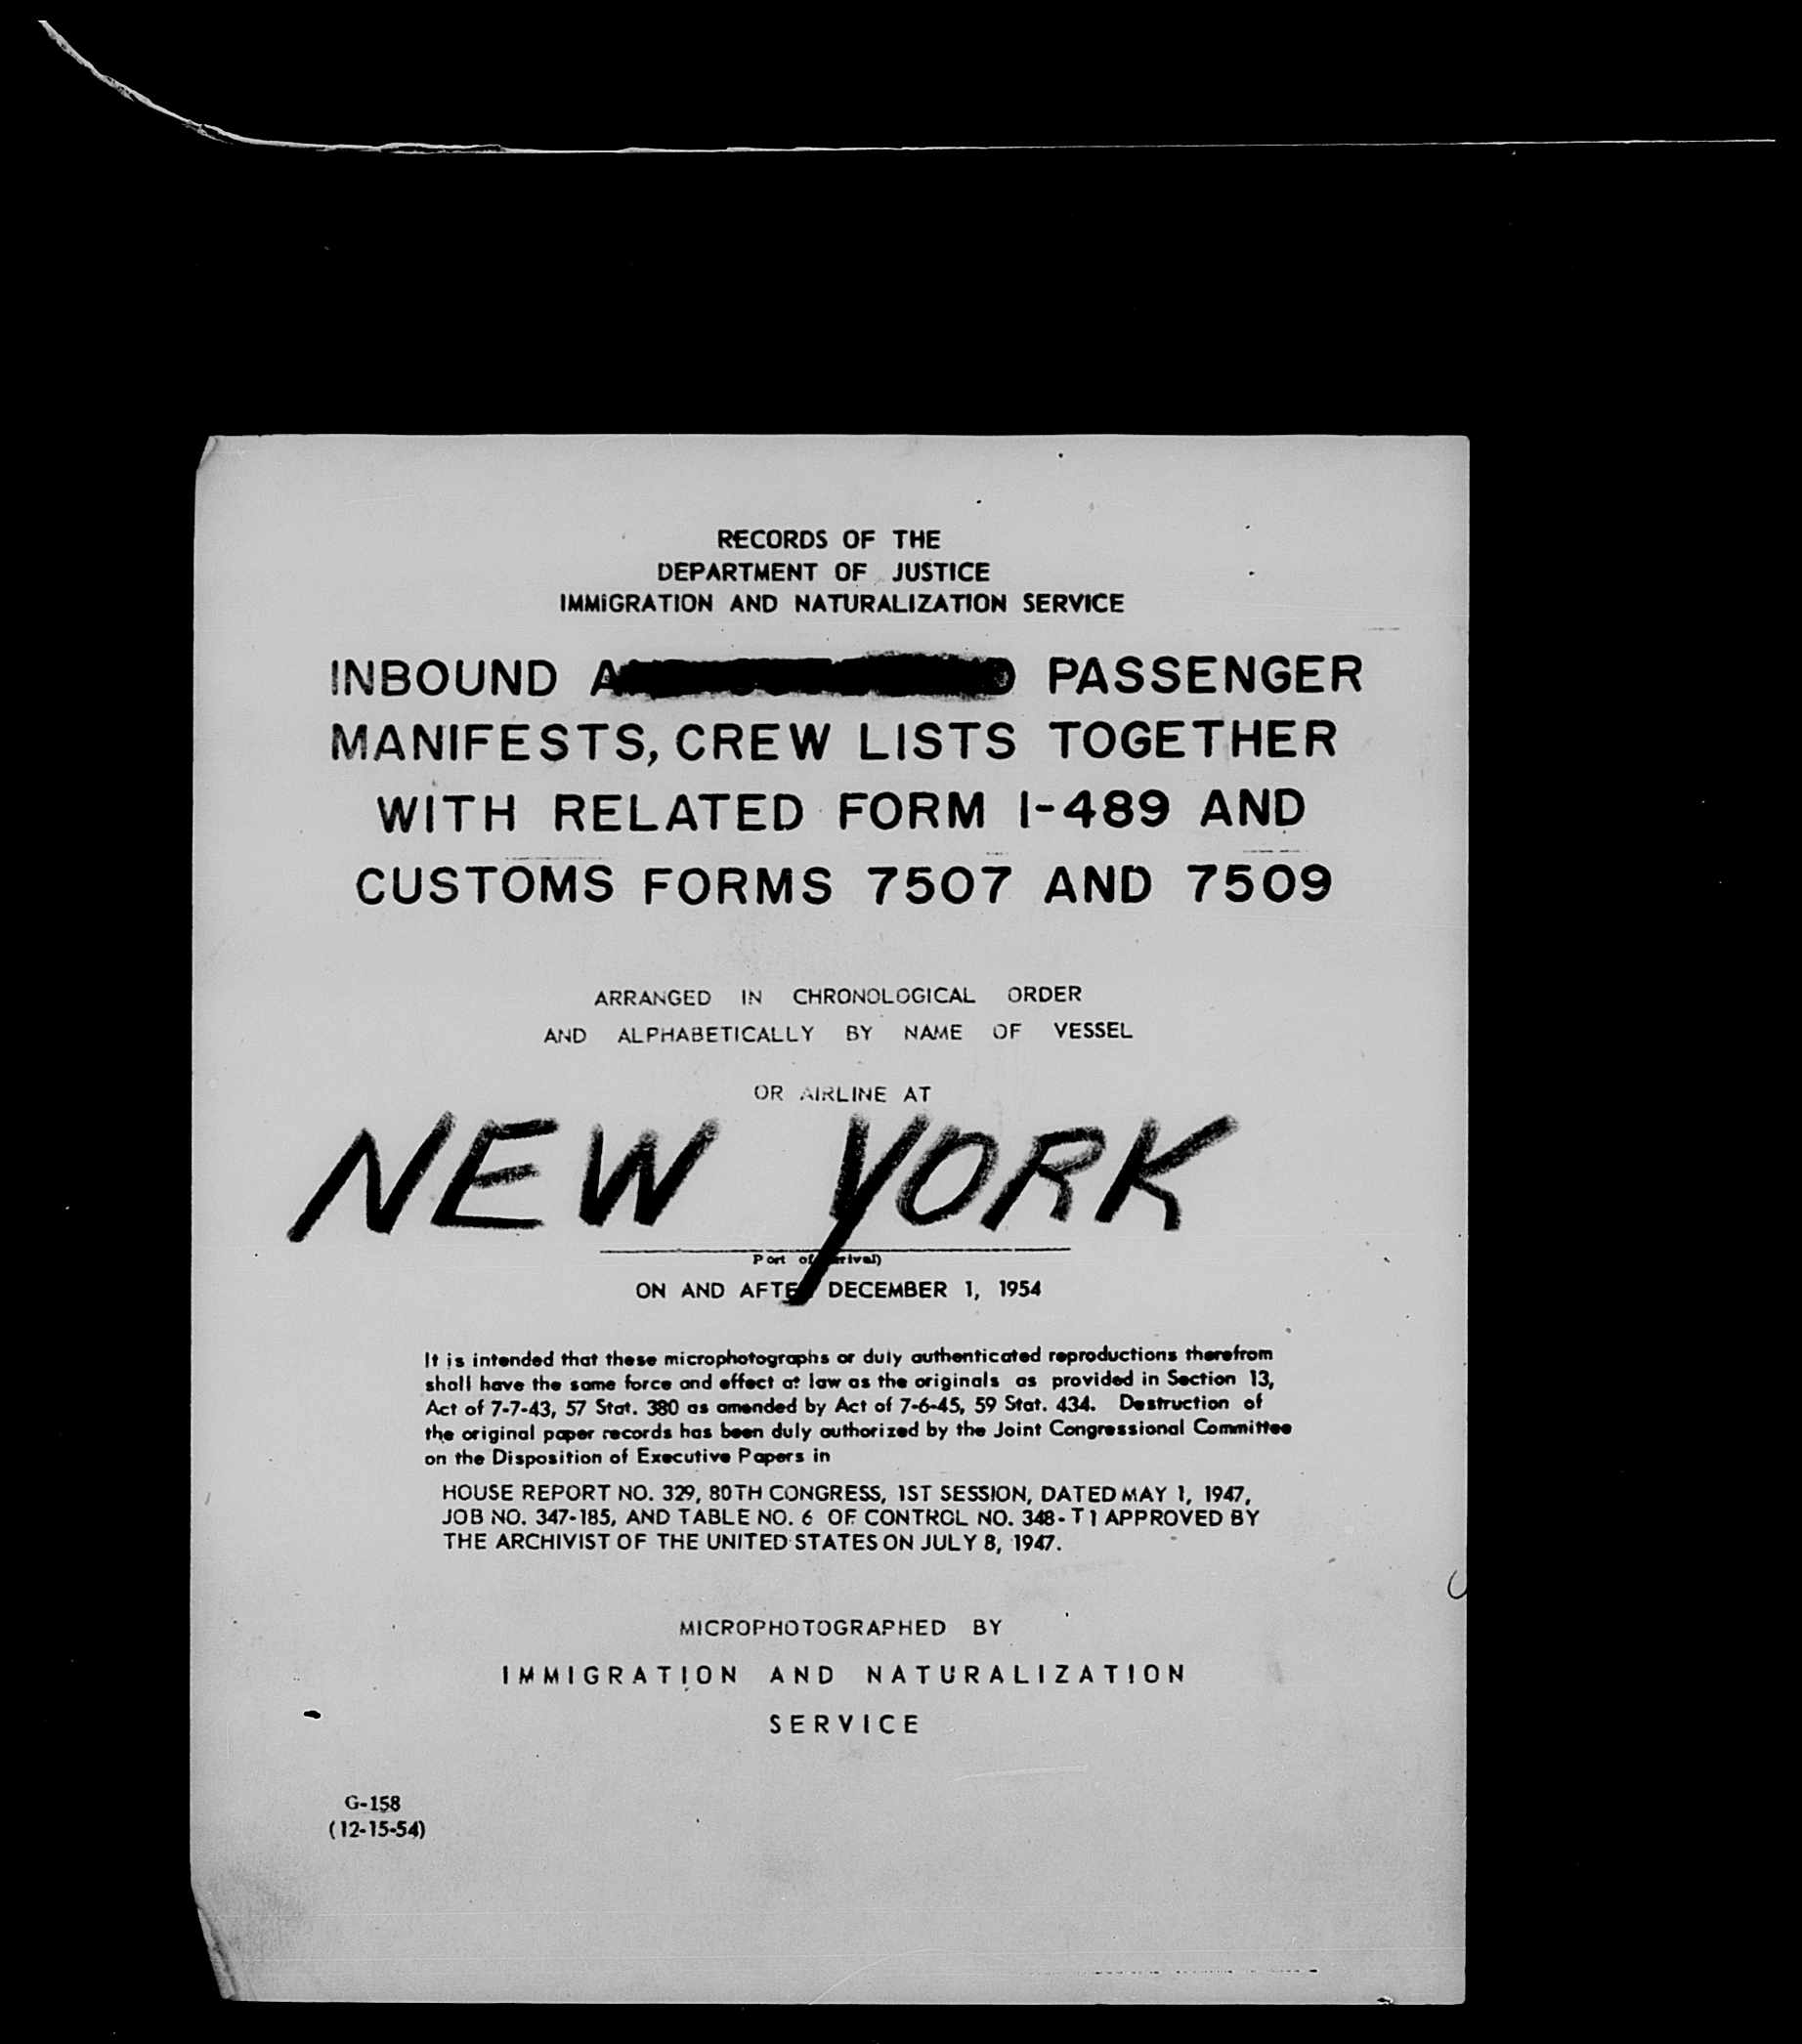 RECORDS OF THE
DEPARTMENT OF JUSTICE
IMMIGRATION AND NATURALIZATION SERVICE
INBOUND PASSENGER
MANIFESTS, CREW LISTS TOGETHER
WITH RELATED FORM I-489 AND
CUSTOMS FORMS 7507 AND 7509
ARRANGED IN CHRONOLOGICAL ORDER
AND ALPHABETICALLY BY NAME OF VESSEL
OR AIRLINE AT
NEW YORK
Port of
ON AND AFTER DECEMBER 1, 1954
It is intended that these microphotographs or duly authenticated reproductions therefrom
shall have the same force and effect at law as the originals as provided in Section 13,
Act of 7-7-43, 57 Stat. 380 as amended by Act of 7-6-45, 59 Stat. 434. Destruction of
the original paper records has been duly authorized by the Joint Congressional Committee
on the Disposition of Executive Papers in
HOUSE REPORT NO. 329, 80TH CONGRESS, 1ST SESSION, DATED MAY 1, 1947,
JOB NO. 347-185, AND TABLE NO. 6 OF CONTROL NO. 348-T1 APPROVED BY
THE ARCHIVIST OF THE UNITED STATES ON JULY 8, 1947.
MICROPHOTOGRAPHED BY
IMMIGRATION AND NATURALIZATION
SERVICE
G-158
(12-15-54)